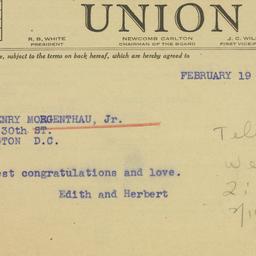 UNION
R. B. WHITE NEWCOMB CARLTON J. C. WIL
PRESIDENT CHAIRMAN OF THE BOARD FIRST VICE-P
e, subject to the terms on back hereof, which are hereby agreed to
FEBRUARY 19
ENRY MORGENTHAU, Jr.
30th ST.
GTON D.C.
est congratulations and love.
Edith and Herbert
Tel
We